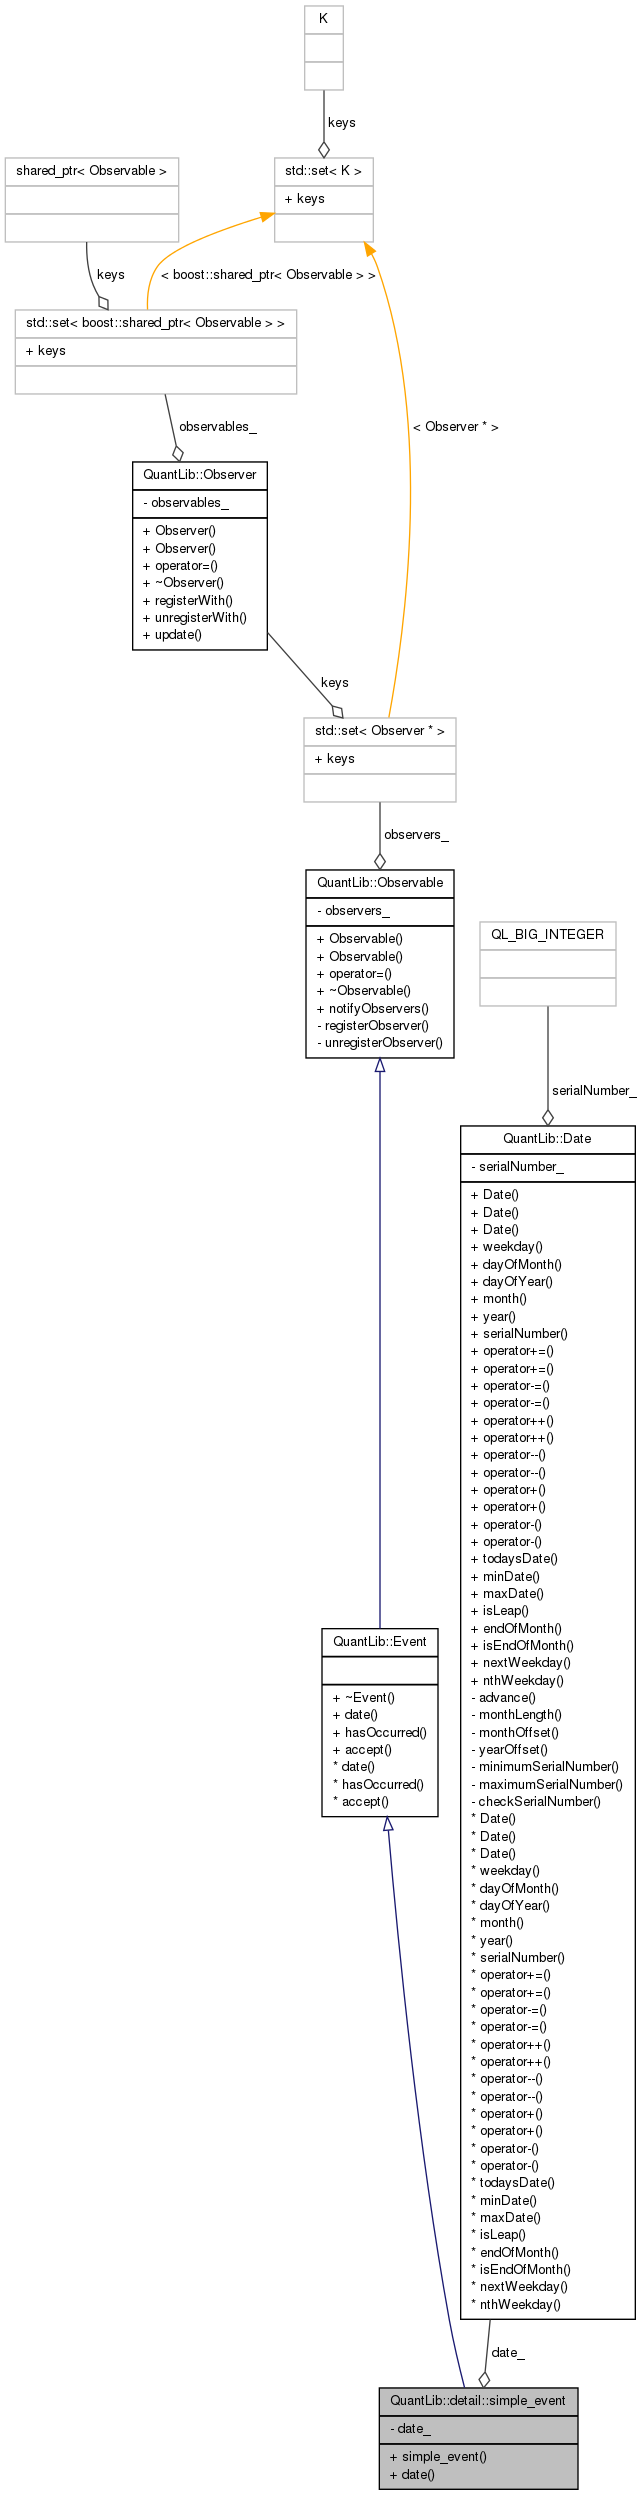 K
keys
shared_ptr< Observable >
std::set< K >
+ keys
keys
< boost::shared_ptr< Observable > >
std::set< boost::shared_ptr< Observable > >
+ keys
observables_
< Observer * >
QuantLib::Observer
- observables_
+ Observer()
+ Observer()
+ operator=()
+ ~Observer()
+ registerWith()
+ unregisterWith()
+ update()
keys
std::set< Observer * >
+ keys
observers_
QuantLib::Observable
- observers_
+ Observable()
+ Observable()
+ operator=()
+ ~Observable()
+ notifyObservers()
- registerObserver()
- unregisterObserver()
QL_BIG_INTEGER
serialNumber_
QuantLib::Date
- serialNumber_
+ Date()
+ Date()
+ Date()
+ weekday()
+ dayOfMonth()
+ dayOfYear()
+ month()
+ year()
+ serialNumber()
+ operator+=()
+ operator+=()
+ operator-=()
+ operator-=()
+ operator++()
+ operator++()
+ operator--()
+ operator--()
+ operator+()
+ operator+()
+ operator-()
+ operator-()
+ todaysDate()
+ minDate()
+ maxDate()
+ isLeap()
+ endOfMonth()
+ isEndOfMonth()
+ nextWeekday()
+ nthWeekday()
- advance()
- monthLength()
- monthOffset()
- yearOffset()
- minimumSerialNumber()
- maximumSerialNumber()
- checkSerialNumber()
* Date()
* Date()
* Date()
* weekday()
* dayOfMonth()
* dayOfYear()
* month()
* year()
* serialNumber()
* operator+=()
* operator+=()
* operator-=()
* operator-=()
* operator++()
* operator++()
* operator--()
* operator--()
* operator+()
* operator+()
* operator-()
* operator-()
* todaysDate()
* minDate()
* maxDate()
* isLeap()
* endOfMonth()
* isEndOfMonth()
* nextWeekday()
* nthWeekday()
QuantLib::Event
+ ~Event()
+ date()
+ hasOccurred()
+ accept()
* date()
* hasOccurred()
* accept()
date_
QuantLib::detail::simple_event
- date_
+ simple_event()
+ date()